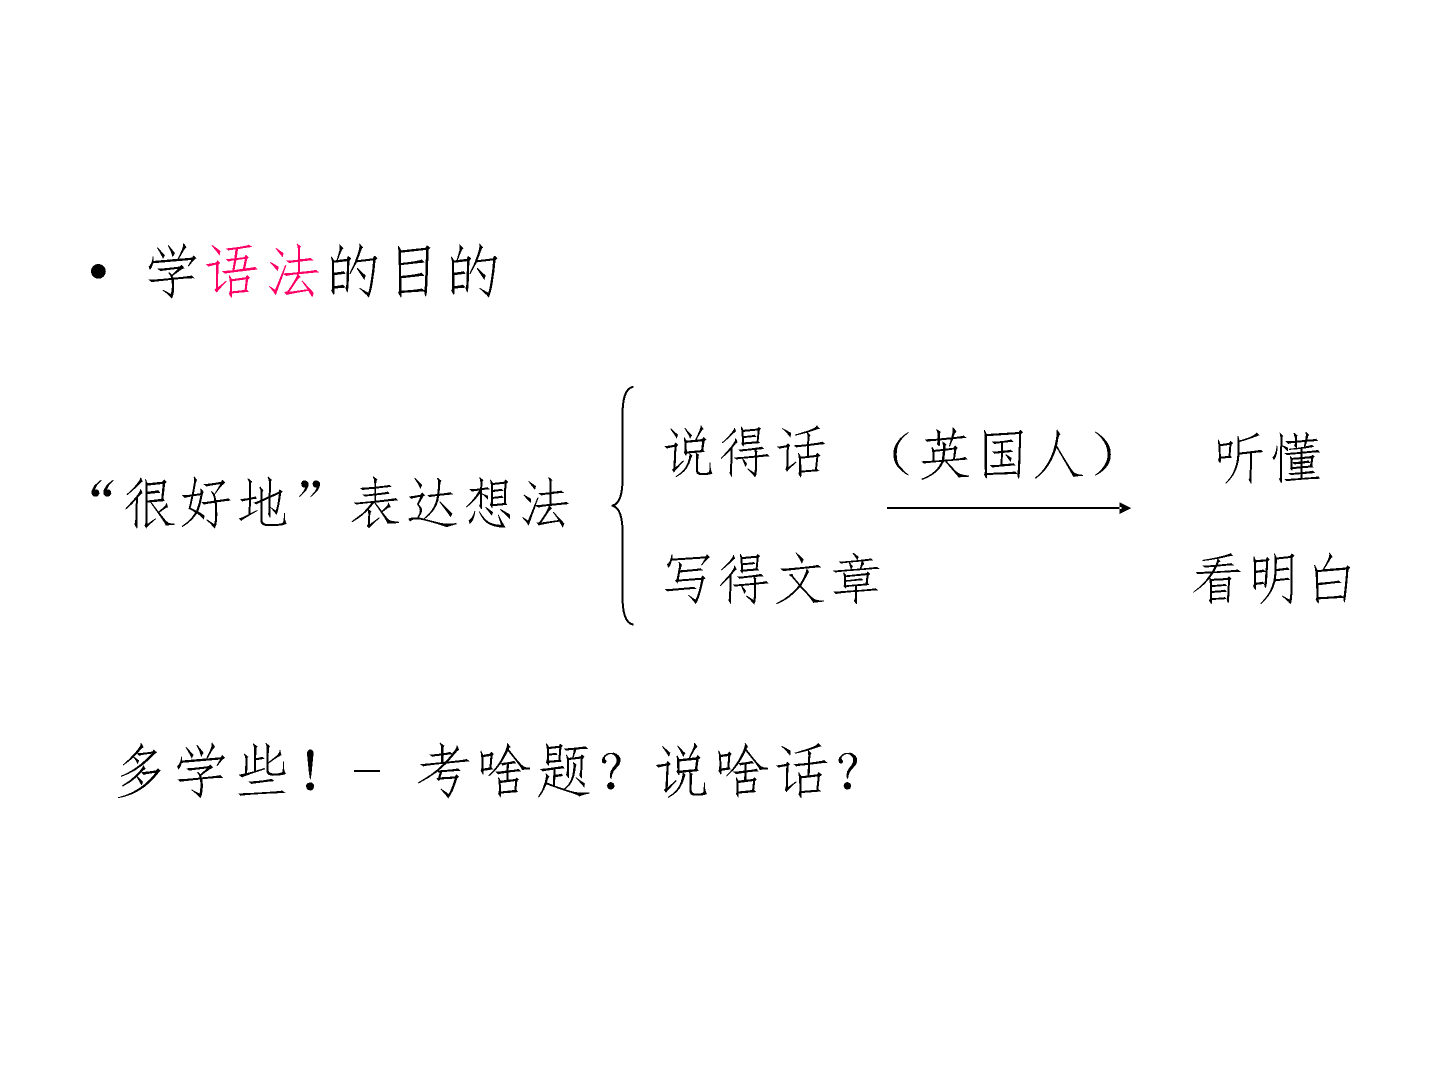 • 学语法的目的
说得话 （英国人） 听懂
“很好地”表达想法
写得文章 看明白
多学些！- 考啥题？说啥话？